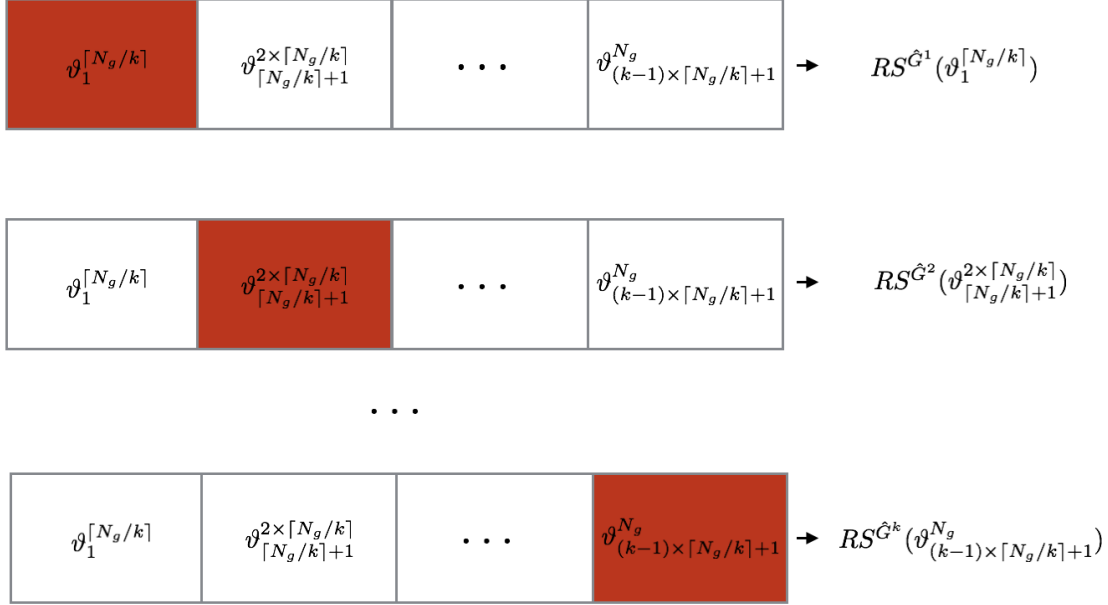 ϑ_1^{⌈N_g/k⌉} ϑ_{⌈N_g/k⌉+1}^{2×⌈N_g/k⌉} ··· ϑ_{(k−1)×⌈N_g/k⌉+1}^{N_g} → RS^{Ĝ^1}(ϑ_1^{⌈N_g/k⌉})
ϑ_1^{⌈N_g/k⌉} ϑ_{⌈N_g/k⌉+1}^{2×⌈N_g/k⌉} ··· ϑ_{(k−1)×⌈N_g/k⌉+1}^{N_g} → RS^{Ĝ^2}(ϑ_{⌈N_g/k⌉+1}^{2×⌈N_g/k⌉})
···
ϑ_1^{⌈N_g/k⌉} ϑ_{⌈N_g/k⌉+1}^{2×⌈N_g/k⌉} ··· ϑ_{(k−1)×⌈N_g/k⌉+1}^{N_g} → RS^{Ĝ^k}(ϑ_{(k−1)×⌈N_g/k⌉+1}^{N_g})